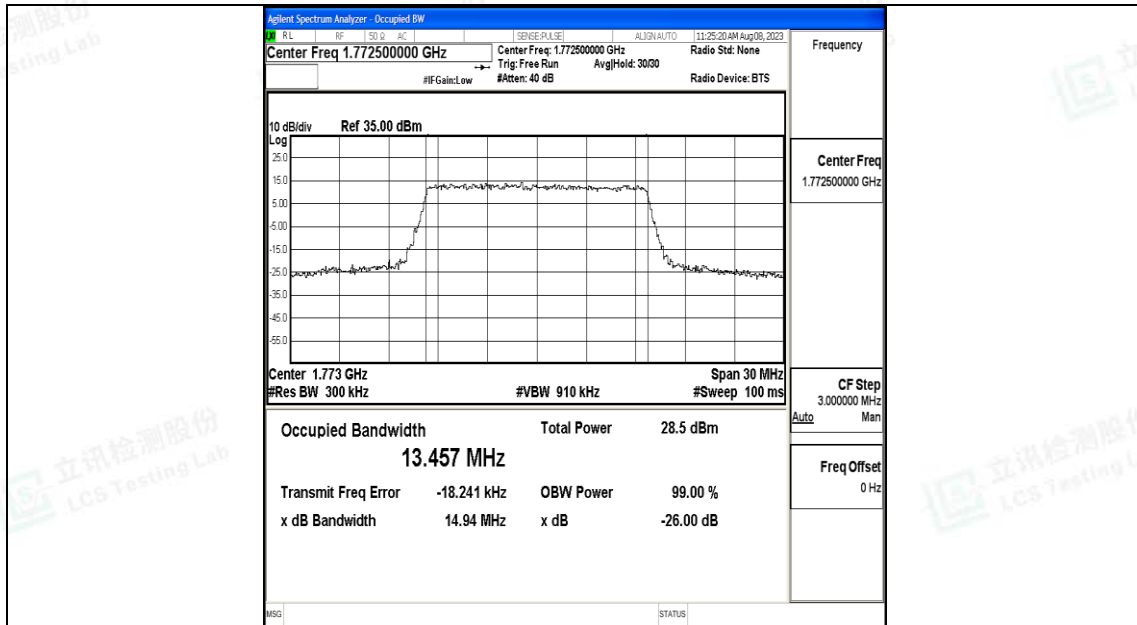 Agilent Spectrum Analyzer - Occupied BW
LXI RL RF 50 Ω AC SENSE:PULSE ALIGN AUTO 11:25:20 AM Aug 08, 2023
Center Freq 1.772500000 GHz
Center Freq: 1.772500000 GHz Radio Std: None
Trig: Free Run Avg|Hold: 30/30
#IFGain:Low #Atten: 40 dB Radio Device: BTS
Frequency
10 dB/div Ref 35.00 dBm
Log
25.0
15.0
5.00
-5.00
-15.0
-25.0
-35.0
-45.0
-55.0
Center Freq
1.772500000 GHz
Center 1.773 GHz Span 30 MHz
#Res BW 300 kHz #VBW 910 kHz #Sweep 100 ms
CF Step
3.000000 MHz
Auto Man
Occupied Bandwidth Total Power 28.5 dBm
13.457 MHz
Transmit Freq Error -18.241 kHz OBW Power 99.00 %
x dB Bandwidth 14.94 MHz x dB -26.00 dB
Freq Offset
0 Hz
MSG STATUS
立讯检测股份
LCS Testing Lab
立讯检测股份